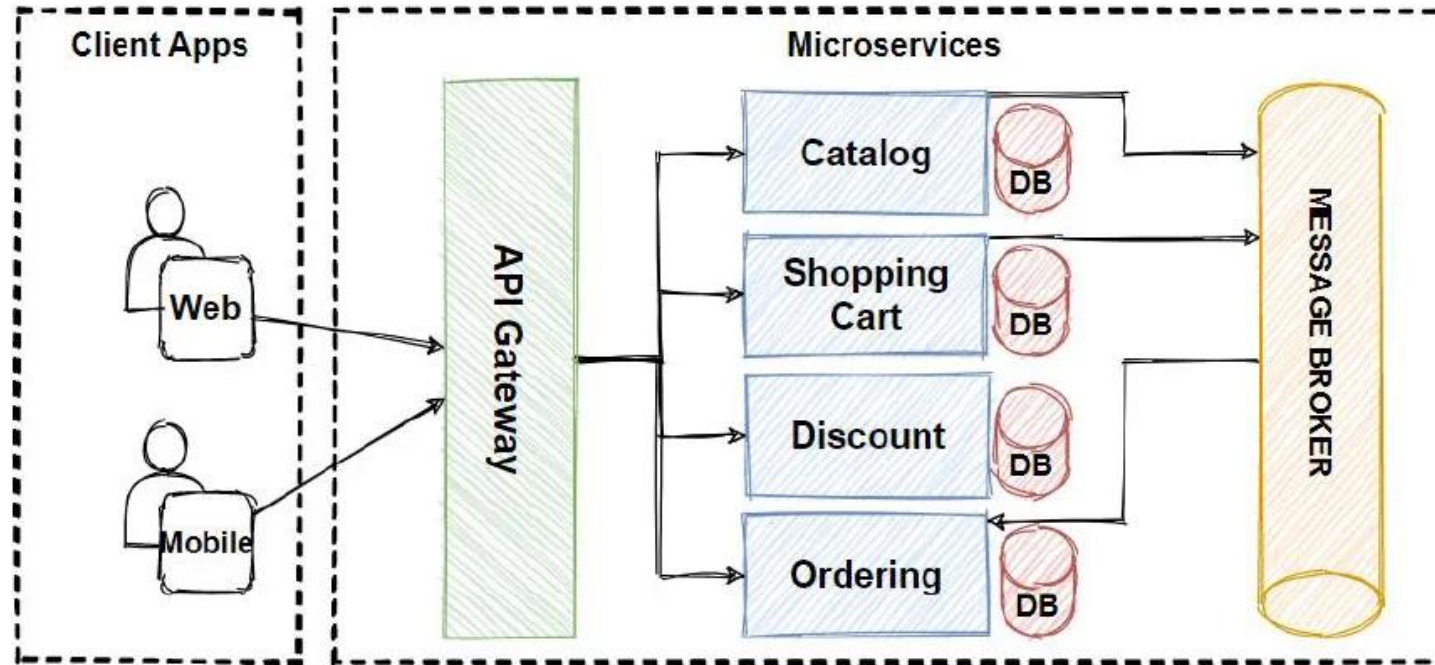 Client Apps
Microservices
Web
Mobile
API Gateway
Catalog
DB
Shopping
Cart
DB
Discount
DB
Ordering
DB
MESSAGE BROKER